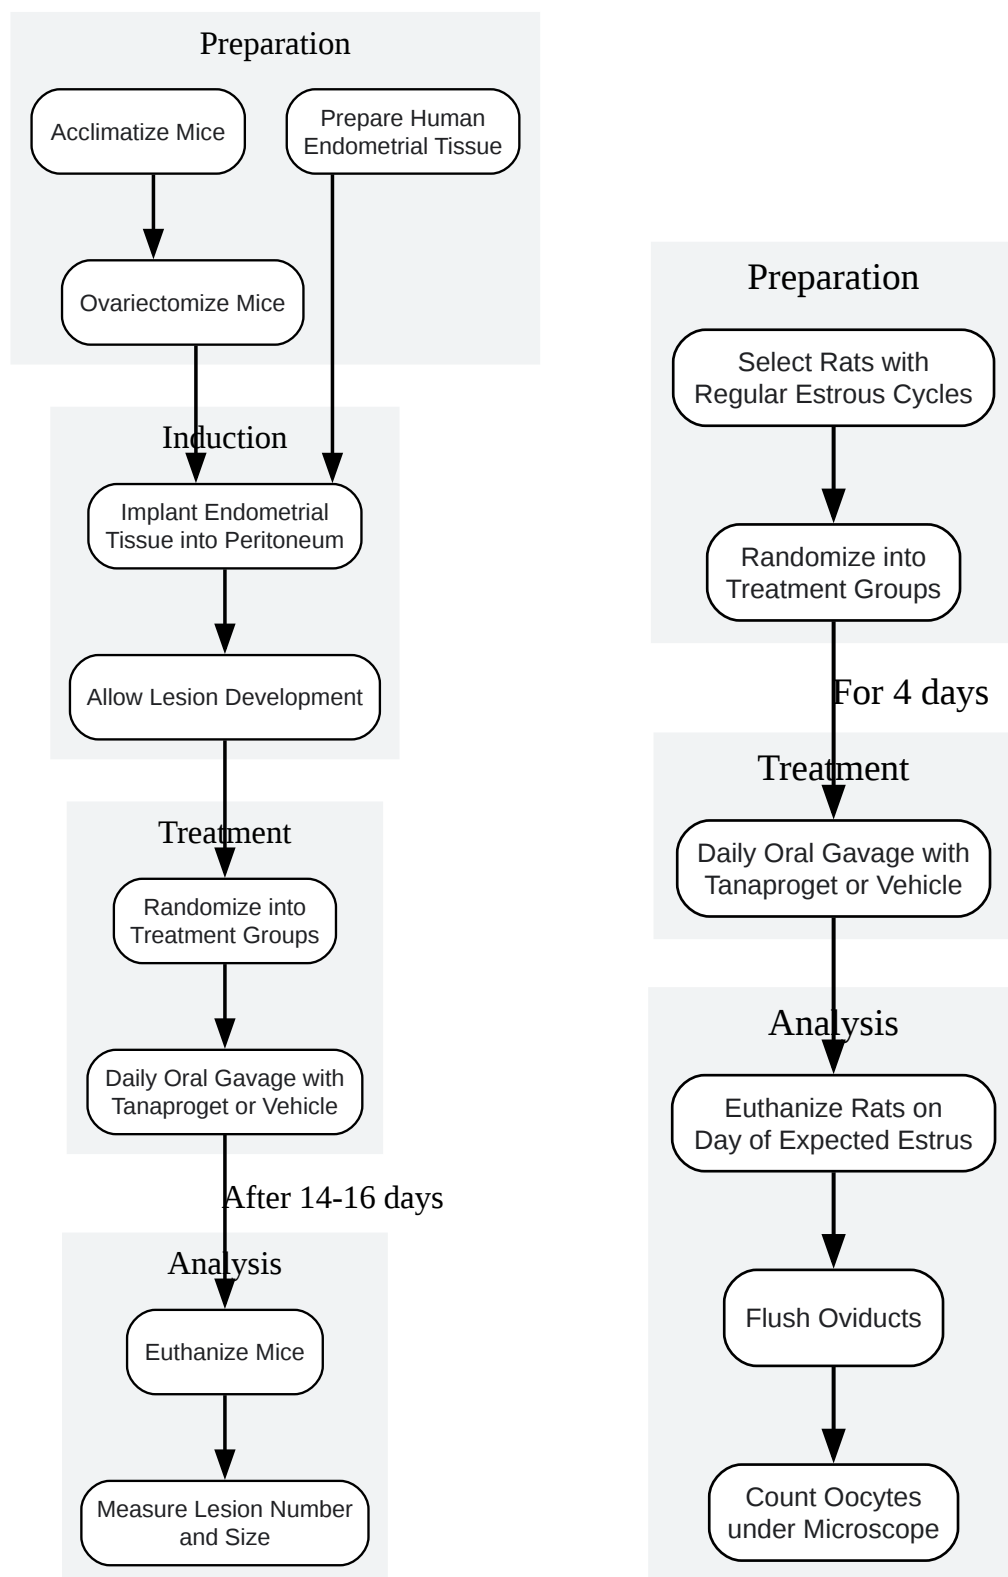 Preparation
Acclimatize Mice
Prepare Human
Endometrial Tissue
Ovariectomize Mice
Induction
Implant Endometrial
Tissue into Peritoneum
Allow Lesion Development
Treatment
Randomize into
Treatment Groups
Daily Oral Gavage with
Tanaproget or Vehicle
After 14-16 days
Analysis
Euthanize Mice
Measure Lesion Number
and Size
Preparation
Select Rats with
Regular Estrous Cycles
Randomize into
Treatment Groups
For 4 days
Treatment
Daily Oral Gavage with
Tanaproget or Vehicle
Analysis
Euthanize Rats on
Day of Expected Estrus
Flush Oviducts
Count Oocytes
under Microscope